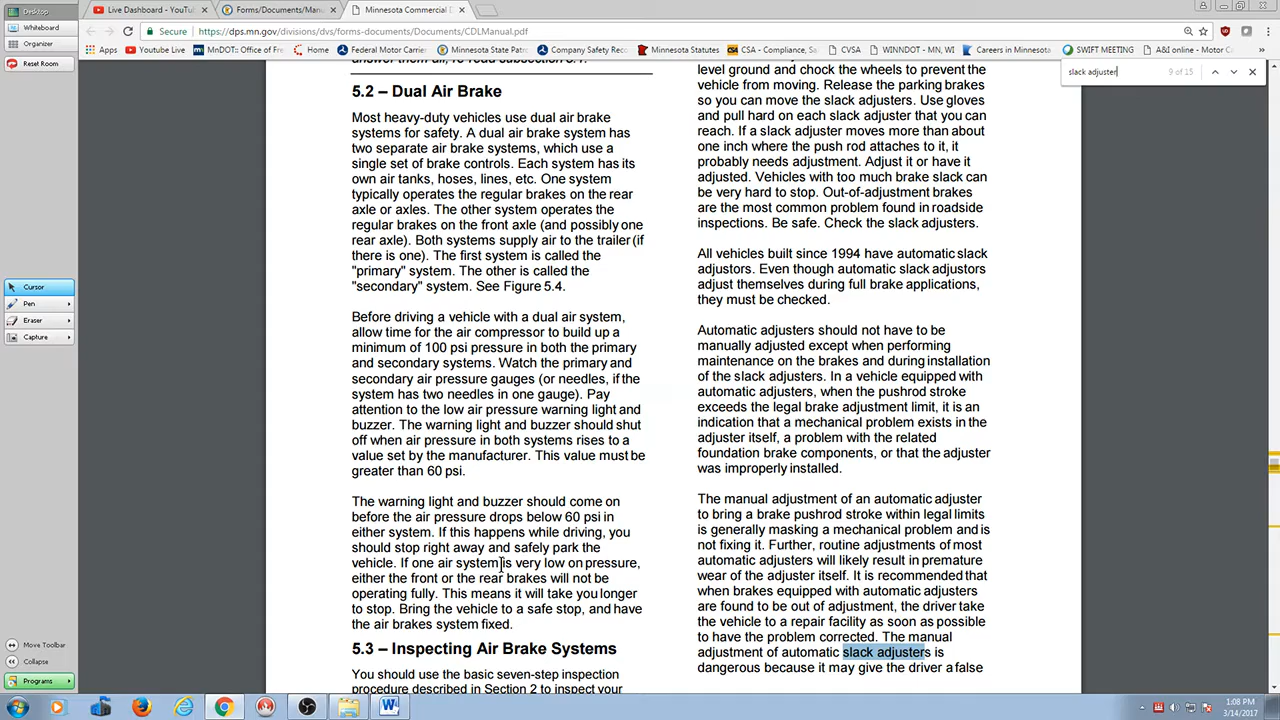 Desktop
Whiteboard
Organizer
Reset Room
Cursor
Pen
Eraser
Capture
Move Toolbar
Collapse
Programs
Live Dashboard - YouTu
Forms/Documents/Manu
Minnesota Commercial D
Secure
https://dps.mn.gov/divisions/dvs/forms-documents/Documents/CDLManual.pdf
Apps
Youtube Live
MnDOT: Office of Fre
Home
Federal Motor Carrier
Minnesota State Patr
Company Safety Reco
Minnesota Statutes
CSA - Compliance, Sa
CVSA
WINDOT - MN, WI
Careers in Minnesota
SWIFT MEETING
A&I online - Motor C
slack adjuster
9 of 15
answer them all, re-read subsection 5.1.
5.2 – Dual Air Brake
Most heavy-duty vehicles use dual air brake
systems for safety. A dual air brake system has
two separate air brake systems, which use a
single set of brake controls. Each system has its
own air tanks, hoses, lines, etc. One system
typically operates the regular brakes on the rear
axle or axles. The other system operates the
regular brakes on the front axle (and possibly one
rear axle). Both systems supply air to the trailer (if
there is one). The first system is called the
"primary" system. The other is called the
"secondary" system. See Figure 5.4.
Before driving a vehicle with a dual air system,
allow time for the air compressor to build up a
minimum of 100 psi pressure in both the primary
and secondary systems. Watch the primary and
secondary air pressure gauges (or needles, if the
system has two needles in one gauge). Pay
attention to the low air pressure warning light and
buzzer. The warning light and buzzer should shut
off when air pressure in both systems rises to a
value set by the manufacturer. This value must be
greater than 60 psi.
The warning light and buzzer should come on
before the air pressure drops below 60 psi in
either system. If this happens while driving, you
should stop right away and safely park the
vehicle. If one air system is very low on pressure,
either the front or the rear brakes will not be
operating fully. This means it will take you longer
to stop. Bring the vehicle to a safe stop, and have
the air brakes system fixed.
5.3 – Inspecting Air Brake Systems
You should use the basic seven-step inspection
procedure described in Section 2 to inspect your
level ground and chock the wheels to prevent the
vehicle from moving. Release the parking brakes
so you can move the slack adjusters. Use gloves
and pull hard on each slack adjuster that you can
reach. If a slack adjuster moves more than about
one inch where the push rod attaches to it, it
probably needs adjustment. Adjust it or have it
adjusted. Vehicles with too much brake slack can
be very hard to stop. Out-of-adjustment brakes
are the most common problem found in roadside
inspections. Be safe. Check the slack adjusters.
All vehicles built since 1994 have automatic slack
adjustors. Even though automatic slack adjustors
adjust themselves during full brake applications,
they must be checked.
Automatic adjusters should not have to be
manually adjusted except when performing
maintenance on the brakes and during installation
of the slack adjusters. In a vehicle equipped with
automatic adjusters, when the pushrod stroke
exceeds the legal brake adjustment limit, it is an
indication that a mechanical problem exists in the
adjuster itself, a problem with the related
foundation brake components, or that the adjuster
was improperly installed.
The manual adjustment of an automatic adjuster
to bring a brake pushrod stroke within legal limits
is generally masking a mechanical problem and is
not fixing it. Further, routine adjustments of most
automatic adjusters will likely result in premature
wear of the adjuster itself. It is recommended that
when brakes equipped with automatic adjusters
are found to be out of adjustment, the driver take
the vehicle to a repair facility as soon as possible
to have the problem corrected. The manual
adjustment of automatic slack adjusters is
dangerous because it may give the driver a false
1:08 PM
3/14/2017